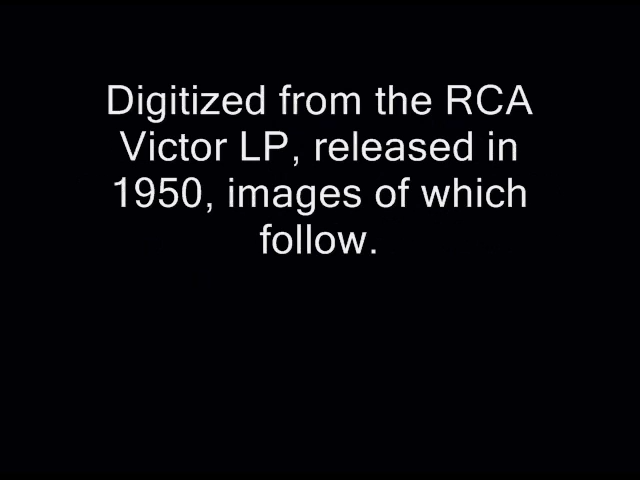 Digitized from the RCA
Victor LP, released in
1950, images of which
follow.